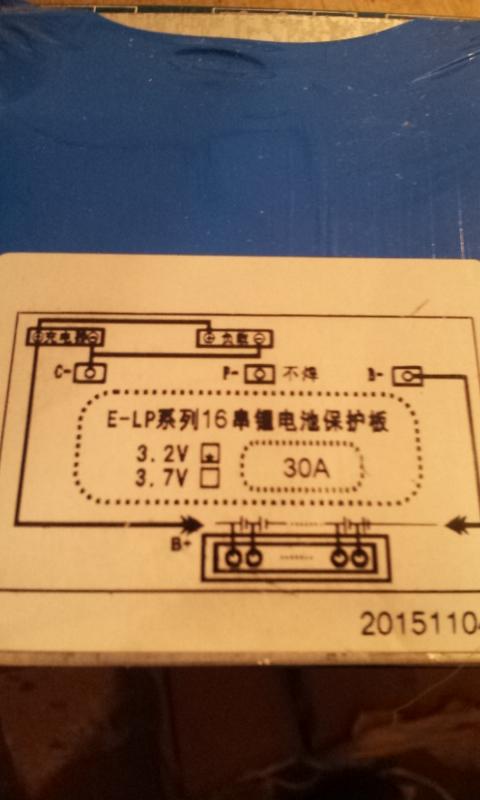 ⊕充电器⊖ ⊕负载⊖
C- P- 不焊 B-
E-LP系列16串锂电池保护板
3.2V
3.7V
30A
B+
2015110